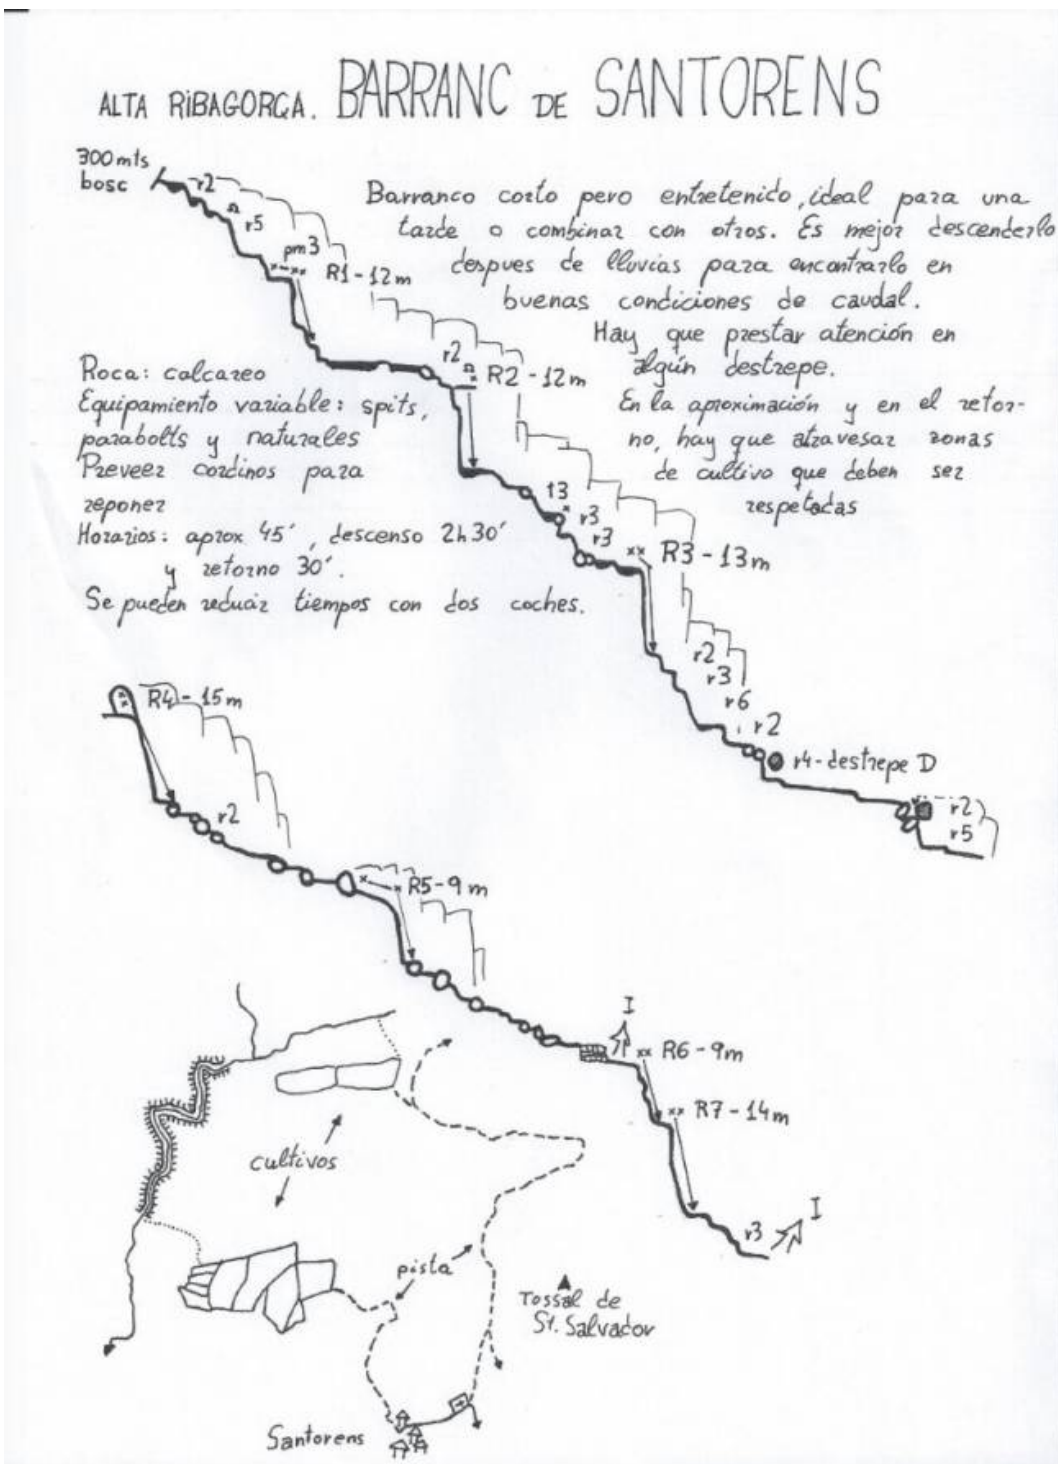 ALTA RIBAGORÇA. BARRANC DE SANTORENS
300 mts
bosc
r2
r5
pm3
R1 - 12m
Barranco corto pero entretenido, ideal para una
tarde o combinar con otros. Es mejor descenderlo
despues de lluvias para encontrarlo en
buenas condiciones de caudal.
Hay que prestar atención en
algún destrepe.
En la aproximación y en el retor-
no, hay que atravesar zonas
de cultivo que deben ser
respetadas
r2
R2 - 12m
Roca: calcareo
Equipamiento variable: spits,
parabolts y naturales
Preveer cordinos para
reponer
Horarios: aprox 45', descenso 2h30'
y retorno 30'.
Se pueden reducir tiempos con dos coches.
t3
r3
r3
R3 - 13m
r2
r3
r6
r2
r4 - destrepe D
r2
r5
R4 - 15m
r2
R5 - 9m
I
R6 - 9m
R7 - 14m
r3
I
cultivos
pista
Tossal de
St. Salvador
Santorens